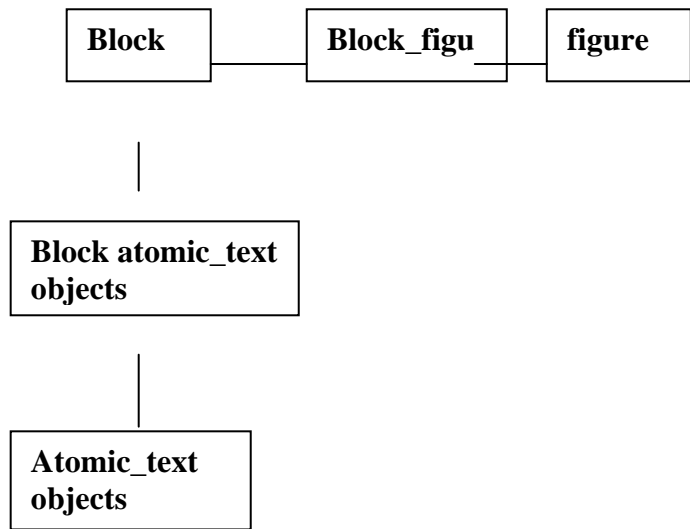 Block
Block_figu
figure
Block atomic_text
objects
Atomic_text
objects